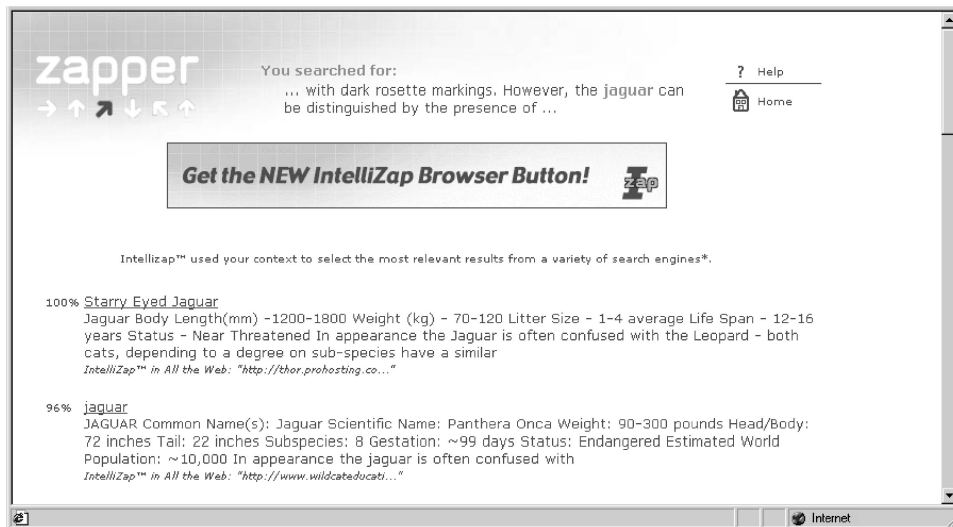 zapper
You searched for:
... with dark rosette markings. However, the jaguar can
be distinguished by the presence of ...
? Help
Home
Get the NEW IntelliZap Browser Button!
I zap
Intellizap™ used your context to select the most relevant results from a variety of search engines*.
100% Starry Eyed Jaguar
Jaguar Body Length(mm) -1200-1800 Weight (kg) - 70-120 Litter Size - 1-4 average Life Span - 12-16
years Status - Near Threatened In appearance the Jaguar is often confused with the Leopard - both
cats, depending to a degree on sub-species have a similar
IntelliZap™ in All the Web: "http://thor.prohosting.co..."
96% jaguar
JAGUAR Common Name(s): Jaguar Scientific Name: Panthera Onca Weight: 90-300 pounds Head/Body:
72 inches Tail: 22 inches Subspecies: 8 Gestation: ~99 days Status: Endangered Estimated World
Population: ~10,000 In appearance the jaguar is often confused with
IntelliZap™ in All the Web: "http://www.wildcateducati..."
Internet